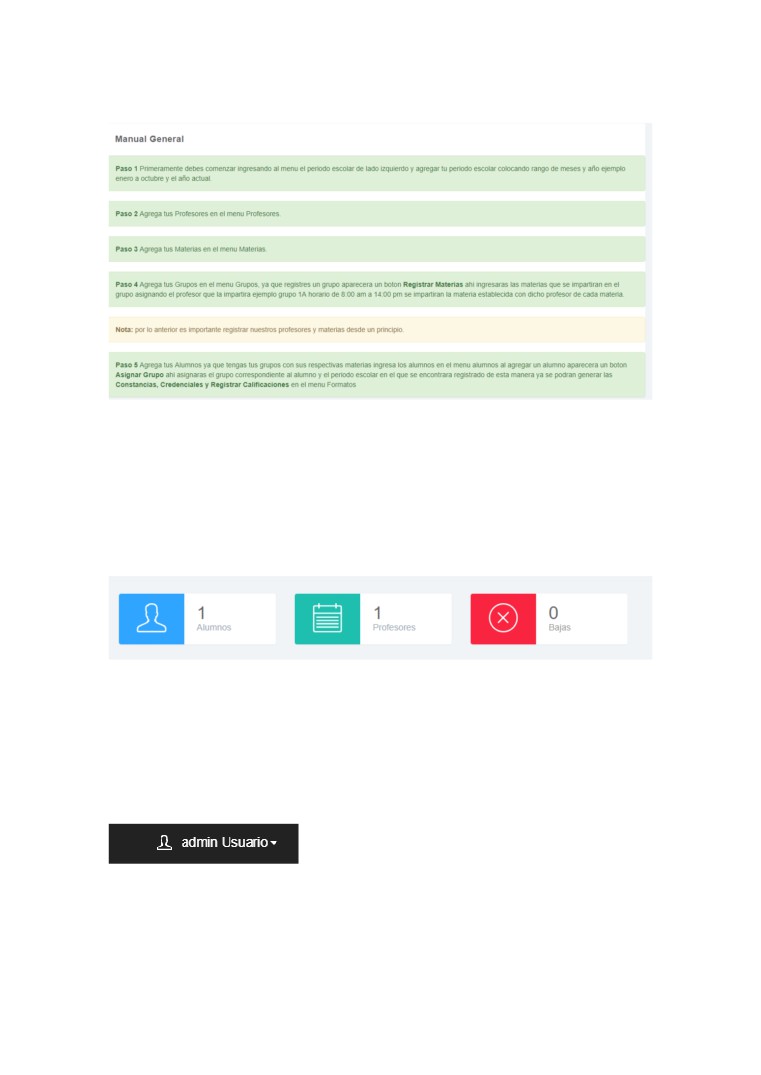 Manual General
Paso 1 Primeramente debes comenzar ingresando al menu el periodo escolar de lado izquierdo y agregar tu periodo escolar colocando rango de meses y año ejemplo
enero a octubre y el año actual.
Paso 2 Agrega tus Profesores en el menu Profesores.
Paso 3 Agrega tus Materias en el menu Materias.
Paso 4 Agrega tus Grupos en el menu Grupos, ya que registres un grupo aparecera un boton Registrar Materias ahi ingresaras las materias que se impartiran en el
grupo asignando el profesor que la impartira ejemplo grupo 1A horario de 6:00 am a 14:00 pm se impartiran la materia establecida con dicho profesor de cada materia.
Nota: por lo anterior es importante registrar nuestros profesores y materias desde un principio.
Paso 5 Agrega tus Alumnos ya que tengas tus grupos con sus respectivas materias ingresa los alumnos en el menu alumnos al agregar un alumno aparecera un boton
Asignar Grupo ahi asignaras el grupo correspondiente al alumno y el periodo escolar en el que se encontrara registrado de esta manera ya se podran generar las
Constancias, Credenciales y Registrar Calificaciones en el menu Formatos
1
Alumnos
1
Profesores
0
Bajas
admin Usuario